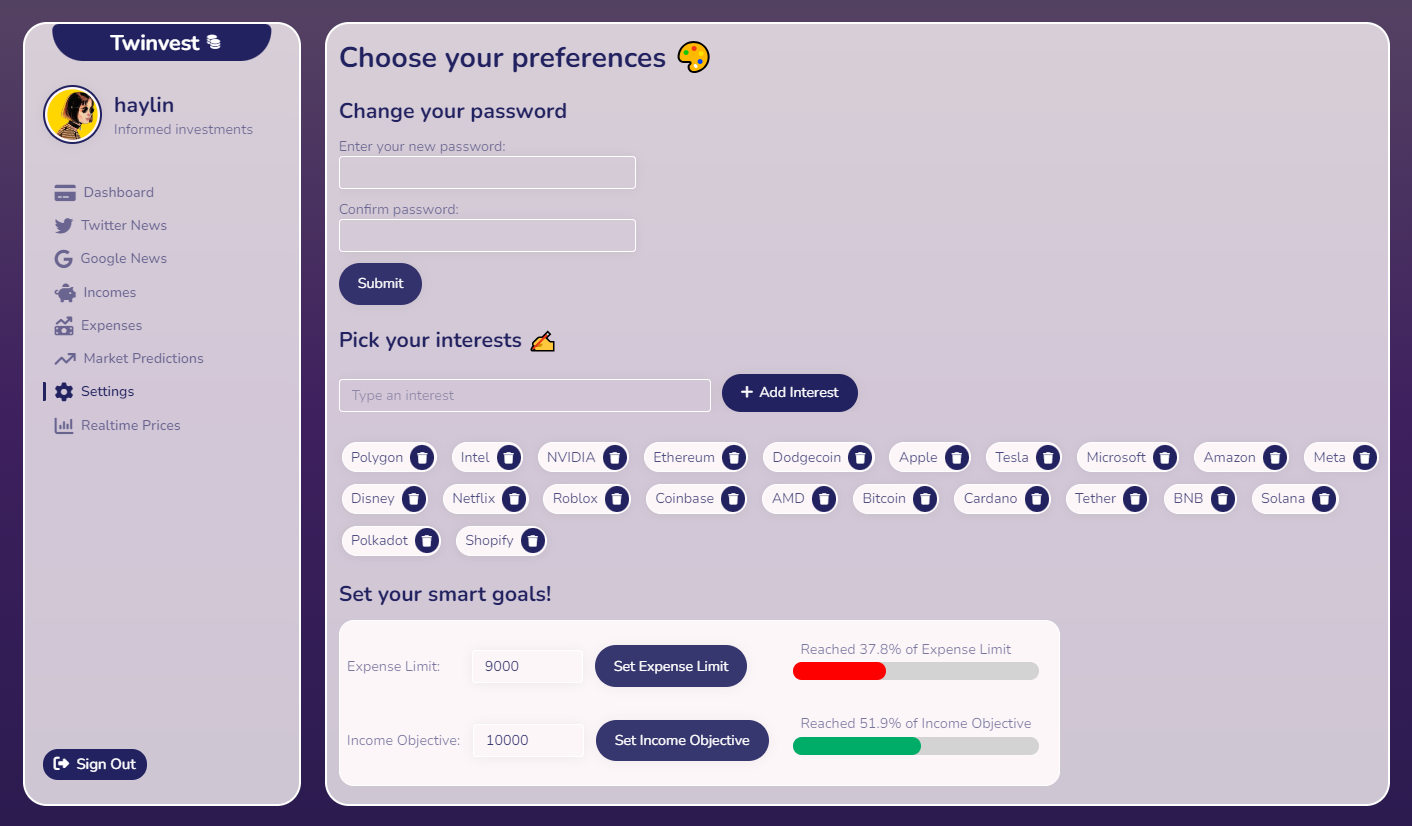 Twinvest
haylin
Informed investments
Dashboard
Twitter News
Google News
Incomes
Expenses
Market Predictions
Settings
Realtime Prices
Sign Out
Choose your preferences
Change your password
Enter your new password:
Confirm password:
Submit
Pick your interests
Type an interest
+ Add Interest
Polygon Intel NVIDIA Ethereum Dodgecoin Apple Tesla Microsoft Amazon Meta
Disney Netflix Roblox Coinbase AMD Bitcoin Cardano Tether BNB Solana
Polkadot Shopify
Set your smart goals!
Reached 37.8% of Expense Limit
Expense Limit: 9000 Set Expense Limit
Reached 51.9% of Income Objective
Income Objective: 10000 Set Income Objective